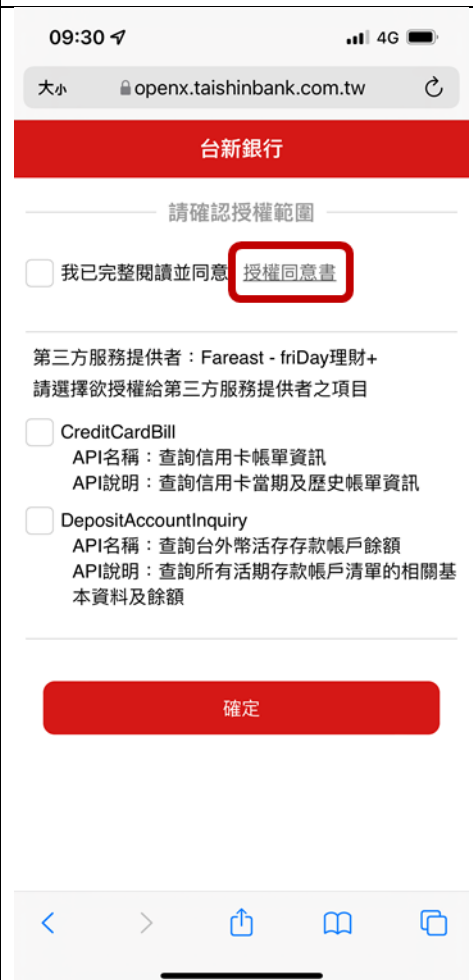 09:30 4G
大小 openx.taishinbank.com.tw
台新銀行
請確認授權範圍
我已完整閱讀並同意 授權同意書
第三方服務提供者：Fareast - friDay理財+
請選擇欲授權給第三方服務提供者之項目
CreditCardBill
API名稱：查詢信用卡帳單資訊
API說明：查詢信用卡當期及歷史帳單資訊
DepositAccountInquiry
API名稱：查詢台外幣活存存款帳戶餘額
API說明：查詢所有活期存款帳戶清單的相關基
本資料及餘額
確定